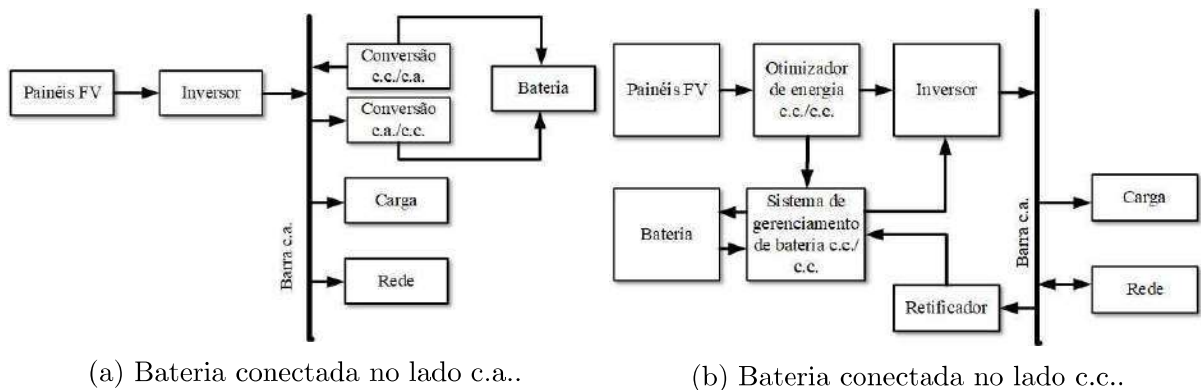 Painéis FV
Inversor
Conversão
c.c./c.a.
Conversão
c.a./c.c.
Bateria
Carga
Rede
Barra c.a.
(a) Bateria conectada no lado c.a..
Painéis FV
Otimizador
de energia
c.c./c.c.
Inversor
Bateria
Sistema de
gerenciamento
de bateria c.c./
c.c.
Retificador
Barra c.a.
Carga
Rede
(b) Bateria conectada no lado c.c..